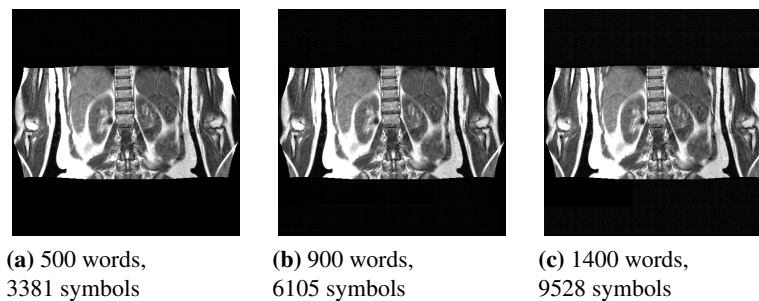 (a) 500 words,
3381 symbols
(b) 900 words,
6105 symbols
(c) 1400 words,
9528 symbols